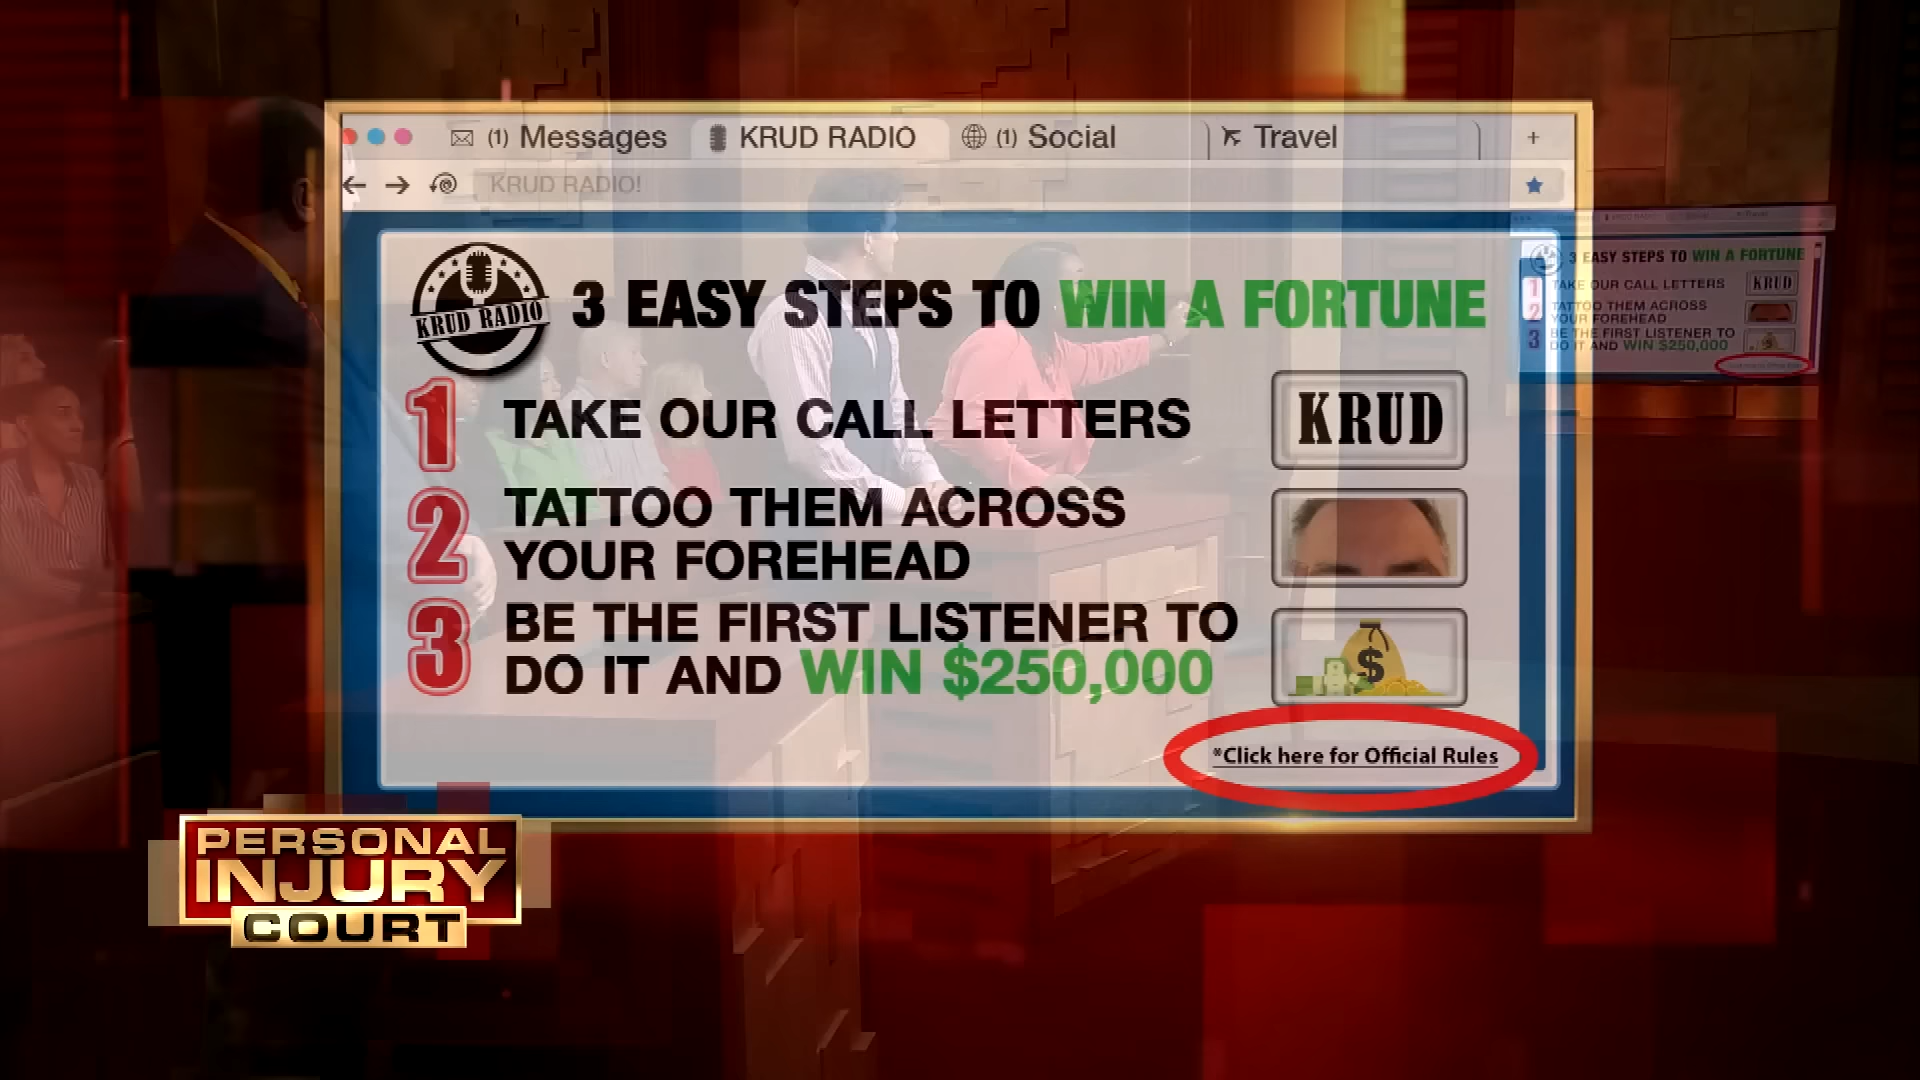 (1) Messages
KRUD RADIO
(1) Social
Travel
+
KRUD RADIO!
KRUD RADIO
3 EASY STEPS TO WIN A FORTUNE
1 TAKE OUR CALL LETTERS
KRUD
2 TATTOO THEM ACROSS
YOUR FOREHEAD
3 BE THE FIRST LISTENER TO
DO IT AND WIN $250,000
$
*Click here for Official Rules
3 EASY STEPS TO WIN A FORTUNE
1 TAKE OUR CALL LETTERS
KRUD
2 TATTOO THEM ACROSS
YOUR FOREHEAD
3 BE THE FIRST LISTENER TO
DO IT AND WIN $250,000
PERSONAL
INJURY
COURT